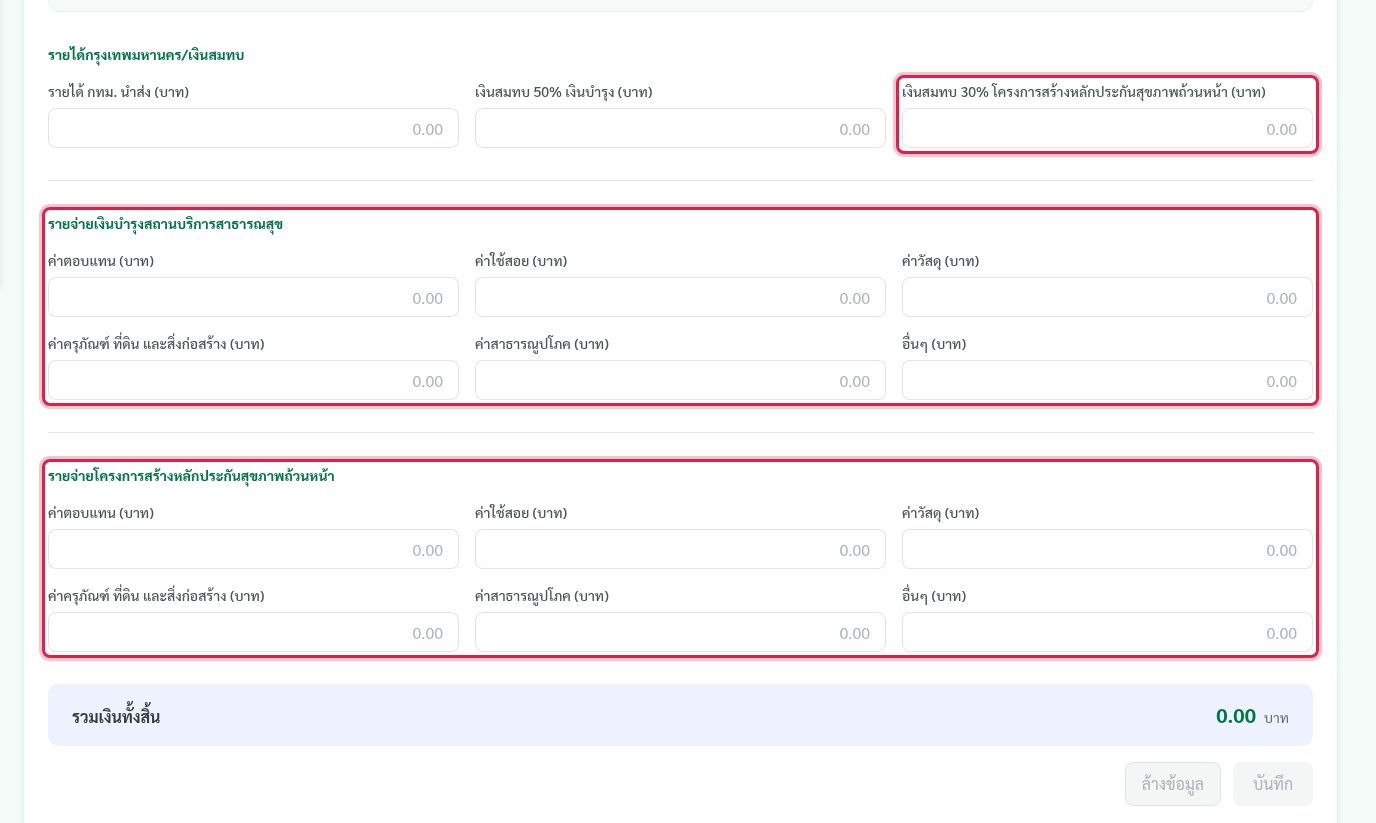 รายได้กรุงเทพมหานคร/เงินสมทบ
รายได้ กทม. นำส่ง (บาท) เงินสมทบ 50% เงินบำรุง (บาท) เงินสมทบ 30% โครงการสร้างหลักประกันสุขภาพถ้วนหน้า (บาท)
0.00 0.00 0.00
รายจ่ายเงินบำรุงสถานบริการสาธารณสุข
ค่าตอบแทน (บาท) ค่าใช้สอย (บาท) ค่าวัสดุ (บาท)
0.00 0.00 0.00
ค่าครุภัณฑ์ ที่ดิน และสิ่งก่อสร้าง (บาท) ค่าสาธารณูปโภค (บาท) อื่นๆ (บาท)
0.00 0.00 0.00
รายจ่ายโครงการสร้างหลักประกันสุขภาพถ้วนหน้า
ค่าตอบแทน (บาท) ค่าใช้สอย (บาท) ค่าวัสดุ (บาท)
0.00 0.00 0.00
ค่าครุภัณฑ์ ที่ดิน และสิ่งก่อสร้าง (บาท) ค่าสาธารณูปโภค (บาท) อื่นๆ (บาท)
0.00 0.00 0.00
รวมเงินทั้งสิ้น 0.00 บาท
ล้างข้อมูล บันทึก